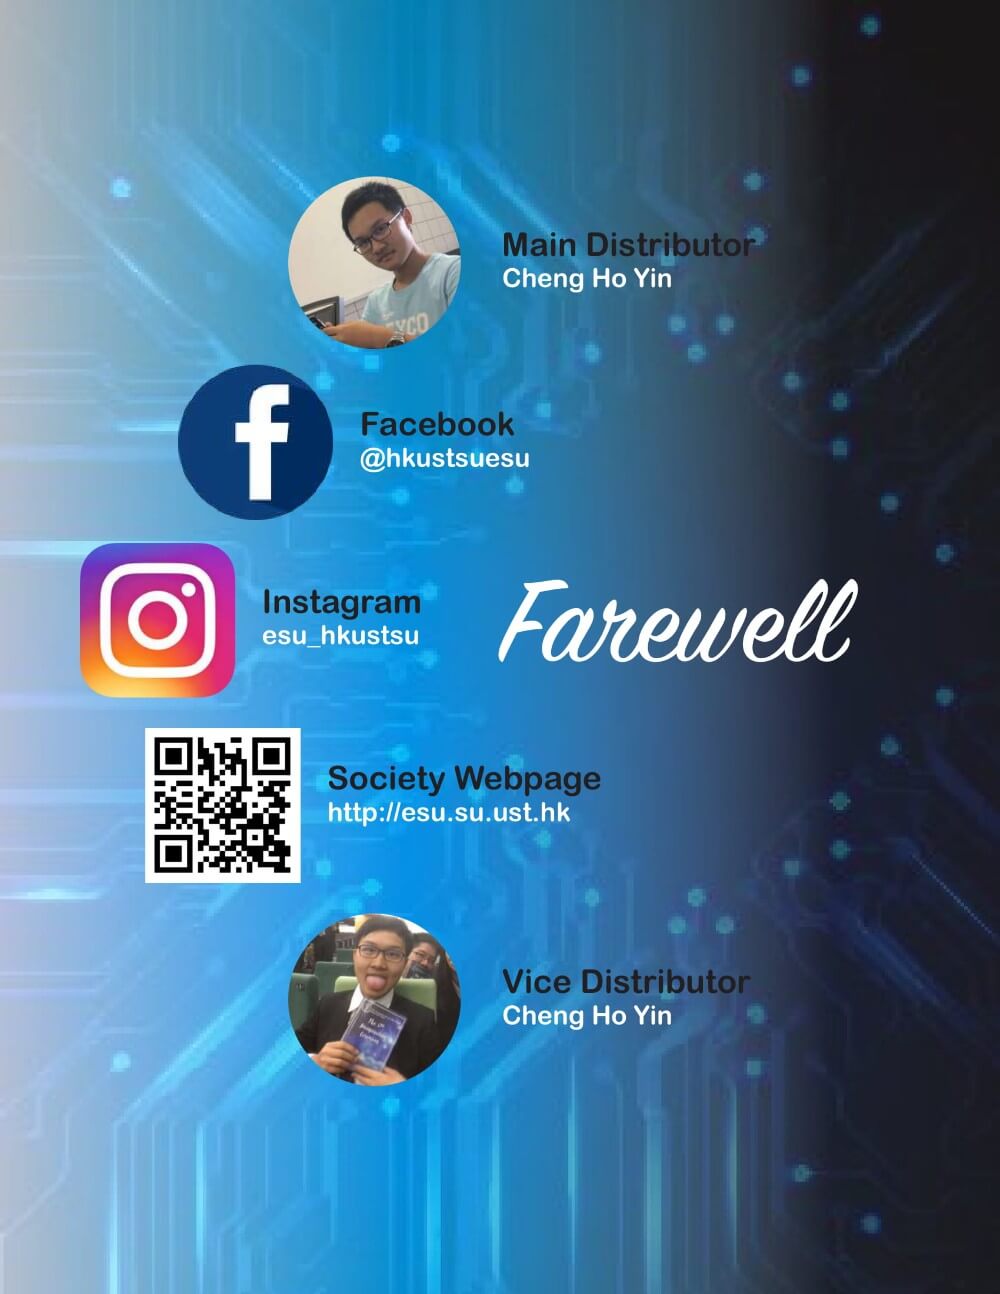 Main Distributor
Cheng Ho Yin
Facebook
@hkustsuesu
Instagram
esu_hkustsu
Farewell
Society Webpage
http://esu.su.ust.hk
Vice Distributor
Cheng Ho Yin